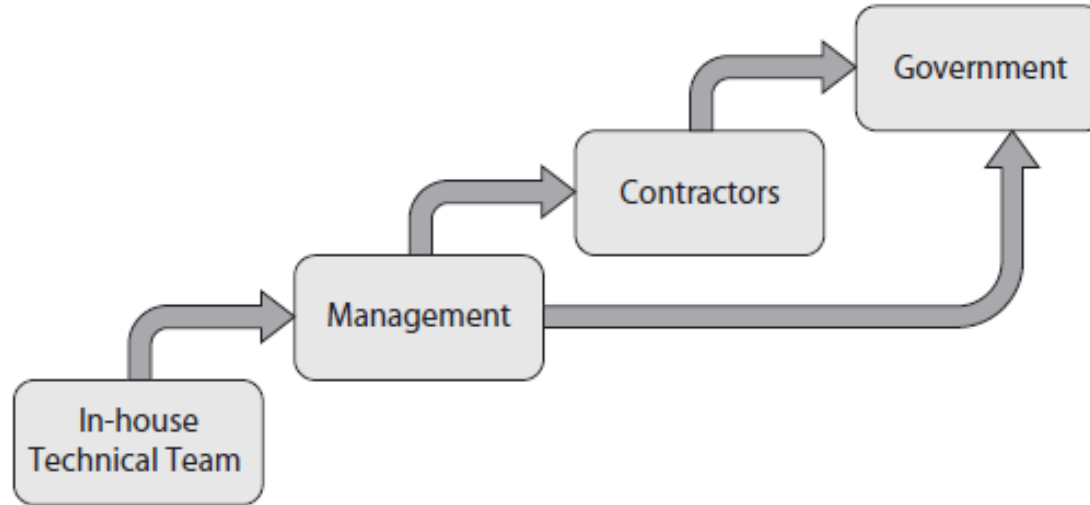 Government
Contractors
Management
In-house
Technical Team